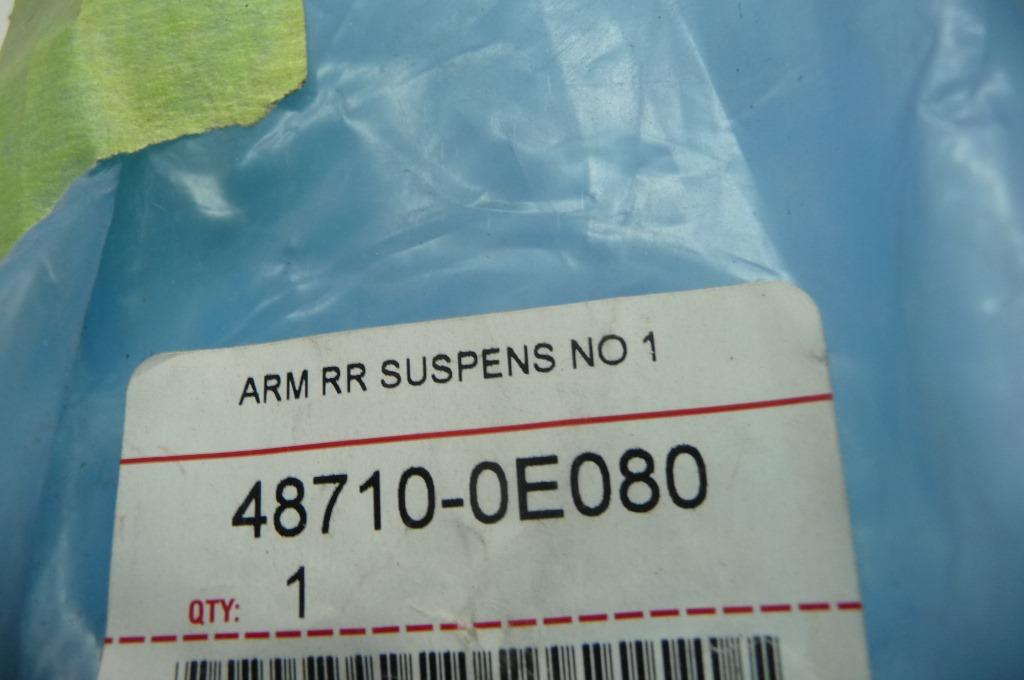 ARM RR SUSPENS NO 1
48710-0E080
QTY: 1